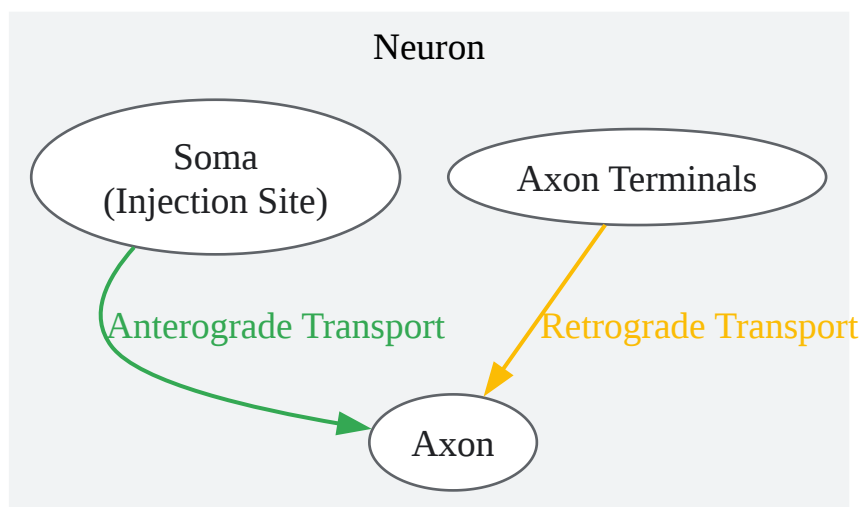 Neuron
Soma
(Injection Site)
Axon Terminals
Anterograde Transport
Retrograde Transport
Axon